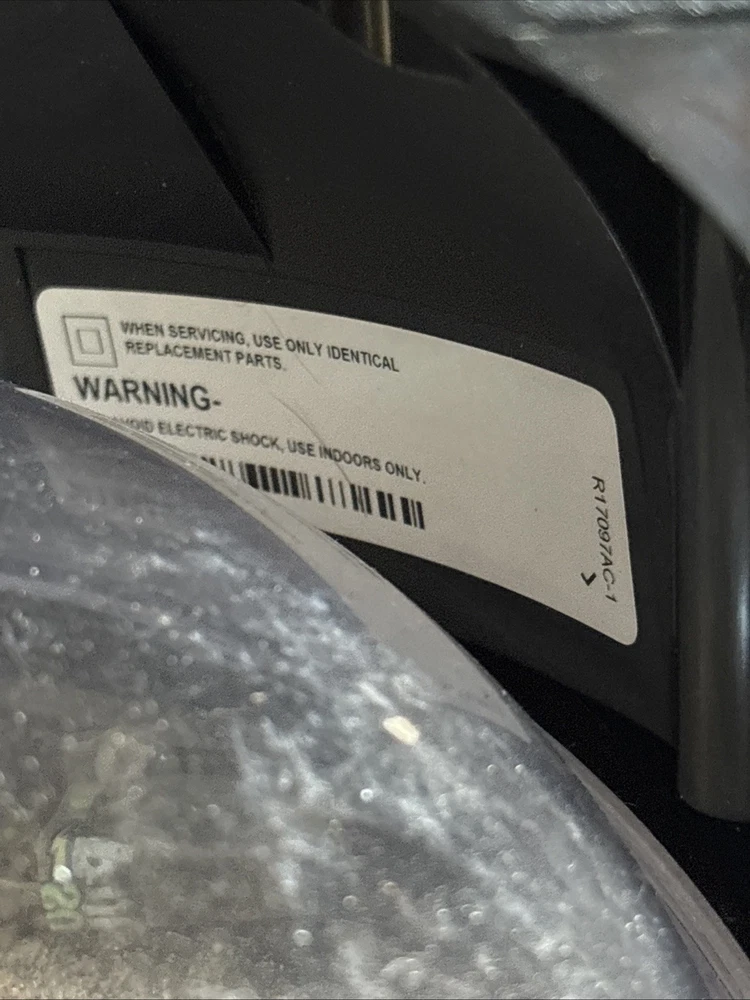 WHEN SERVICING, USE ONLY IDENTICAL
REPLACEMENT PARTS.
WARNING-
ELECTRIC SHOCK, USE INDOORS ONLY.
R17097AC-1